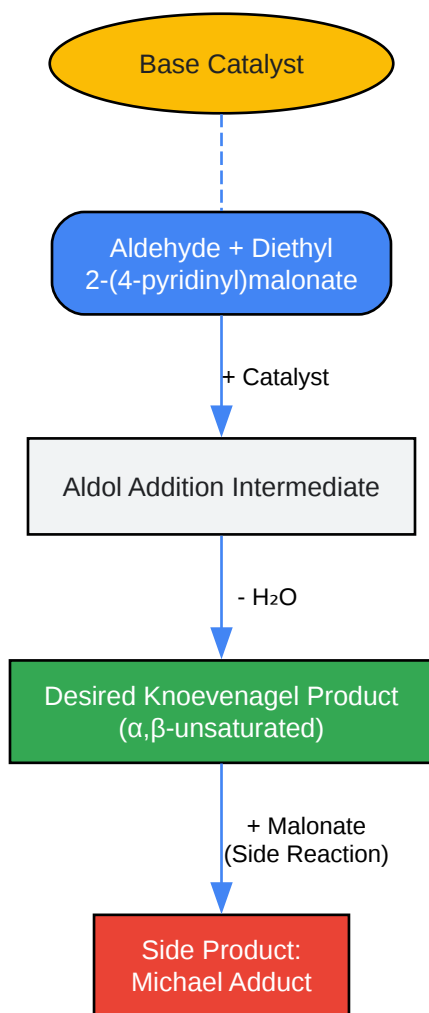 Base Catalyst
Aldehyde + Diethyl
2-(4-pyridinyl)malonate
+ Catalyst
Aldol Addition Intermediate
- H₂O
Desired Knoevenagel Product
(α,β-unsaturated)
+ Malonate
(Side Reaction)
Side Product:
Michael Adduct